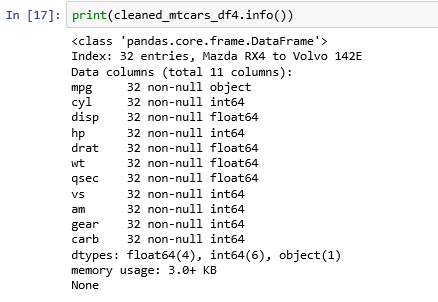 In [17]: print(cleaned_mtcars_df4.info())
<class 'pandas.core.frame.DataFrame'>
Index: 32 entries, Mazda RX4 to Volvo 142E
Data columns (total 11 columns):
mpg     32 non-null object
cyl     32 non-null int64
disp    32 non-null float64
hp      32 non-null int64
drat    32 non-null float64
wt      32 non-null float64
qsec    32 non-null float64
vs      32 non-null int64
am      32 non-null int64
gear    32 non-null int64
carb    32 non-null int64
dtypes: float64(4), int64(6), object(1)
memory usage: 3.0+ KB
None